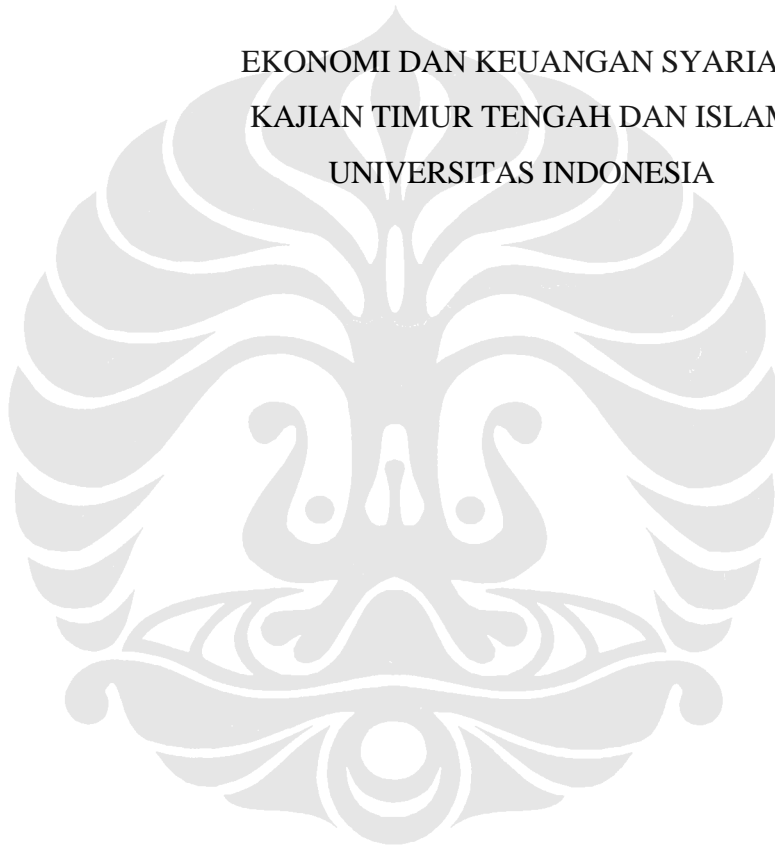 EKONOMI DAN KEUANGAN SYARIA
KAJIAN TIMUR TENGAH DAN ISLAM
UNIVERSITAS INDONESIA